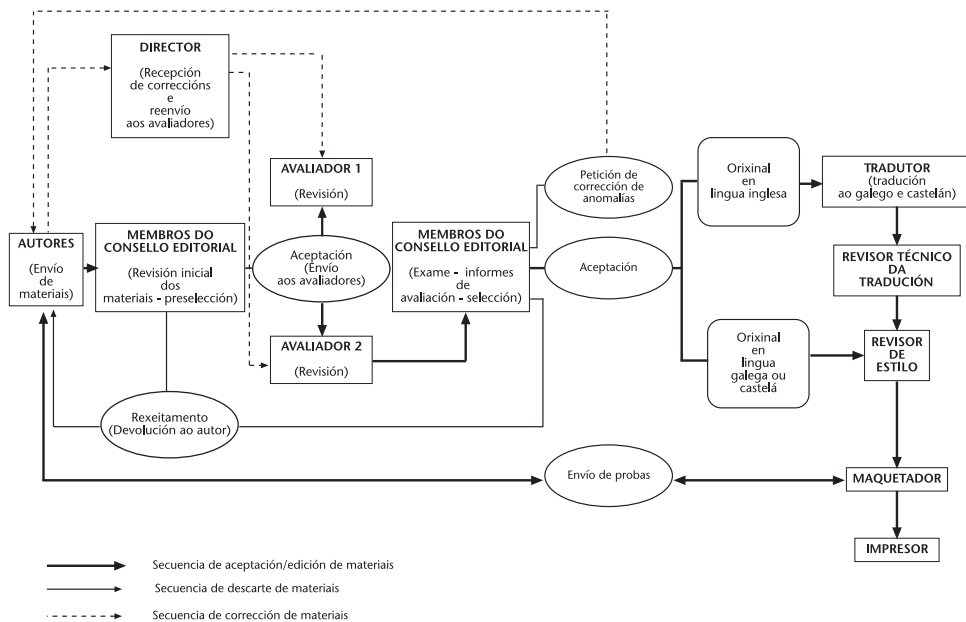 DIRECTOR
(Recepción
de correccións
e
reenvío
aos avaliadores)
AVALIADOR 1
(Revisión)
Petición de
corrección de
anomalías
Orixinal
en
lingua inglesa
TRADUTOR
(tradución
ao galego e castelán)
AUTORES
(Envío
de
materiais)
MEMBROS DO
CONSELLO EDITORIAL
(Revisión inicial
dos
materiais - preselección)
Aceptación
(Envío
aos avaliadores)
MEMBROS DO
CONSELLO EDITORIAL
(Exame - informes
de
avaliación - selección)
Aceptación
REVISOR TÉCNICO
DA
TRADUCIÓN
AVALIADOR 2
(Revisión)
Orixinal
en
lingua
galega ou
castelá
REVISOR
DE
ESTILO
Rexeitamento
(Devolución ao autor)
Envío de probas
MAQUETADOR
IMPRESOR
Secuencia de aceptación/edición de materiais
Secuencia de descarte de materiais
Secuencia de corrección de materiais